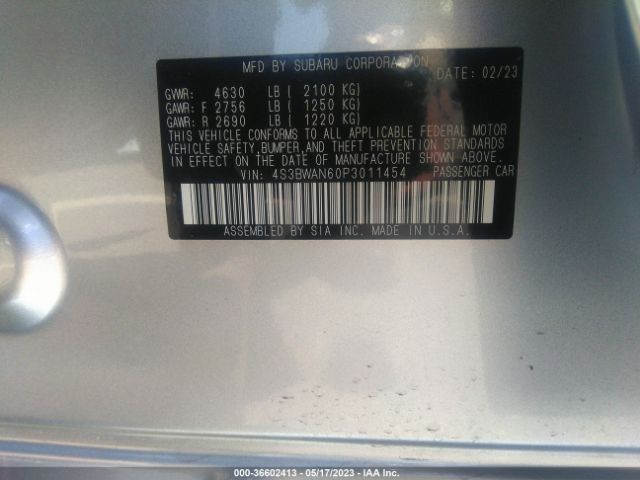 MFD BY SUBARU CORPORATION
DATE: 02/23
GVWR: 4630 LB ( 2100 KG)
GAWR: F 2756 LB ( 1250 KG)
GAWR: R 2690 LB ( 1220 KG)
THIS VEHICLE CONFORMS TO ALL APPLICABLE FEDERAL MOTOR
VEHICLE SAFETY,BUMPER,AND THEFT PREVENTION STANDARDS
IN EFFECT ON THE DATE OF MANUFACTURE SHOWN ABOVE.
VIN: 4S3BWAN60P3011454 PASSENGER CAR
ASSEMBLED BY SIA INC. MADE IN U.S.A.
000-36602413 - 05/17/2023 - IAA Inc.